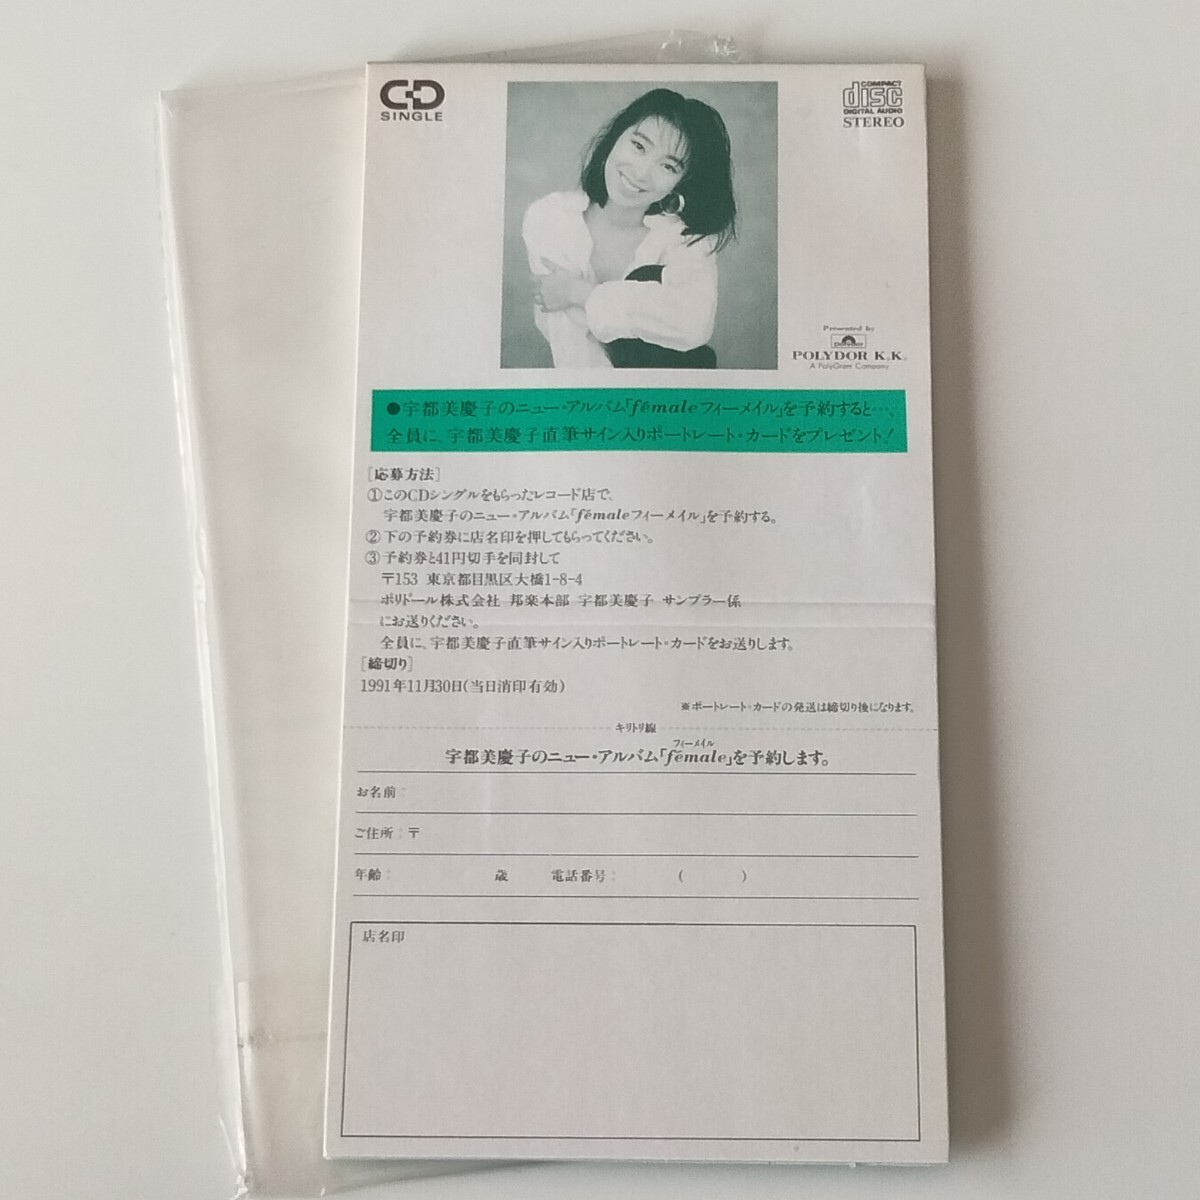 CD
SINGLE
COMPACT
disc
DIGITAL AUDIO
STEREO
Presented by
Polydor
POLYDOR K.K.
A PolyGram Company
●宇都美慶子のニュー・アルバム「fémaleフィーメイル」を予約すると…、
全員に、宇都美慶子直筆サイン入りポートレート・カードをプレゼント!
[応募方法]
①このCDシングルをもらったレコード店で、
宇都美慶子のニュー・アルバム「fémaleフィーメイル」を予約する。
②下の予約券に店名印を押してもらってください。
③予約券と41円切手を同封して
〒153 東京都目黒区大橋1-8-4
ポリドール株式会社 邦楽本部 宇都美慶子 サンプラー係
にお送りください。
全員に、宇都美慶子直筆サイン入りポートレート・カードをお送りします。
[締切り]
1991年11月30日(当日消印有効)
※ポートレート・カードの発送は締切り後になります。
キリトリ線
フィーメイル
宇都美慶子のニュー・アルバム「fémale」を予約します。
お名前:
ご住所:〒
年齢: 歳 電話番号: ( )
店名印